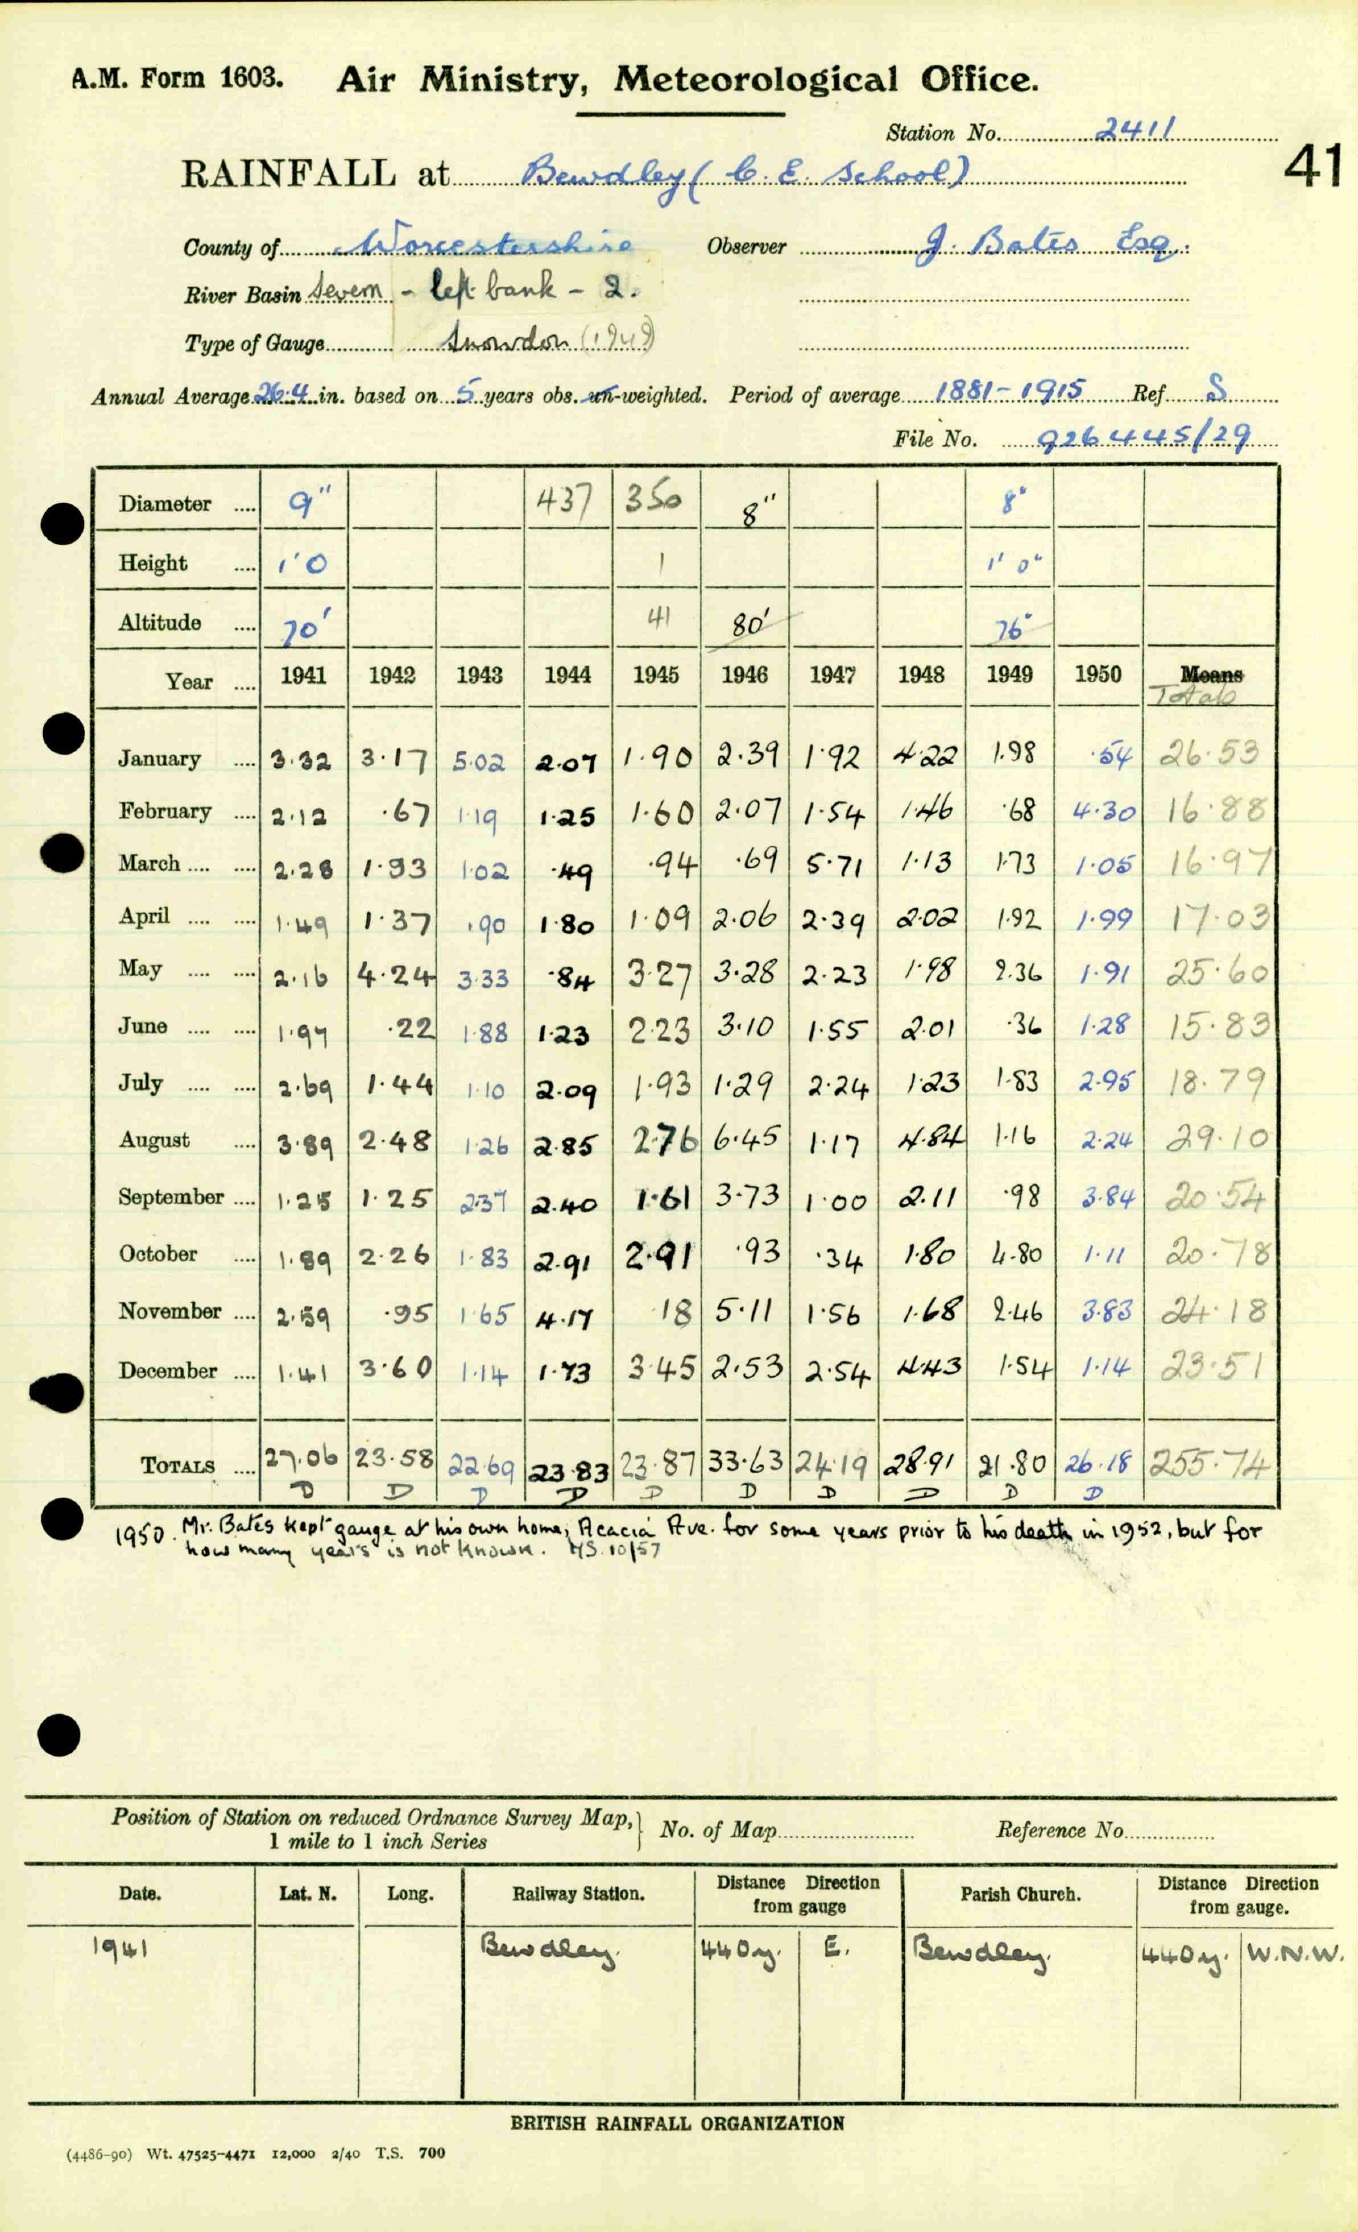 A.M. Form 1603. Air Ministry, Meteorological Office.
Station No. 2411
41
RAINFALL at Bewdley (C. E. School)
County of Worcestershire Observer J. Bates Esq.
River Basin Severn - left bank - 2.
Type of Gauge Snowdon (1948)
Annual Average 26.4 in. based on 5 years obs. un-weighted. Period of average 1881-1915 Ref. S
File No. 926445/29
Diameter .... 9" 437 350 8" 8"
Height .... 1'0 1 1' 0"
Altitude .... 70' 41 80' 76'
Year .... 1941 1942 1943 1944 1945 1946 1947 1948 1949 1950 Means
Totals
January .... 3.32 3.17 5.02 2.07 1.90 2.39 1.92 4.22 1.98 .54 26.53
February .... 2.12 .67 1.19 1.25 1.60 2.07 1.54 1.46 .68 4.30 16.88
March .... .... 2.28 1.93 1.02 .49 .94 .69 5.71 1.13 1.73 1.05 16.97
April .... .... 1.49 1.37 .90 1.80 1.09 2.06 2.39 2.02 1.92 1.99 17.03
May .... .... 2.16 4.24 3.33 .84 3.27 3.28 2.23 1.98 2.36 1.91 25.60
June .... .... 1.97 .22 1.88 1.23 2.23 3.10 1.55 2.01 .36 1.28 15.83
July .... .... 2.69 1.44 1.10 2.09 1.93 1.29 2.24 1.23 1.83 2.95 18.79
August .... 3.89 2.48 1.26 2.85 2.76 6.45 1.17 4.84 1.16 2.24 29.10
September .... 1.25 1.25 2.37 2.40 1.61 3.73 1.00 2.11 .98 3.84 20.54
October .... 1.89 2.26 1.83 2.91 2.91 .93 .34 1.80 4.80 1.11 20.78
November .... 2.59 .95 1.65 4.17 .18 5.11 1.56 1.68 2.46 3.83 24.18
December .... 1.41 3.60 1.14 1.73 3.45 2.53 2.54 4.43 1.54 1.14 23.51
TOTALS .... 27.06 23.58 22.69 23.83 23.87 33.63 24.19 28.91 21.80 26.18 255.74
D D D D D D D D D D
1950. Mr. Bates kept gauge at his own home, Acacia Ave. for some years prior to his death in 1952, but for
how many years is not known. 10/57
Position of Station on reduced Ordnance Survey Map,
1 mile to 1 inch Series
No. of Map Reference No.
Date. Lat. N. Long. Railway Station. Distance Direction from gauge Parish Church. Distance Direction from gauge.
1941 Bewdley. 440y. E. Bewdley. 440y. W.N.W.
BRITISH RAINFALL ORGANIZATION
(4486-90) Wt. 47525-4471 12,000 2/40 T.S. 700